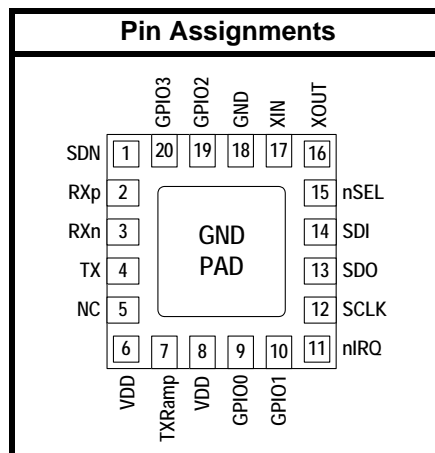 Pin Assignments
GPIO3
GPIO2
GND
XIN
XOUT
SDN 1 20 19 18 17 16
RXp 2 15 nSEL
RXn 3 GND 14 SDI
TX 4 PAD 13 SDO
NC 5 12 SCLK
6 7 8 9 10 11 nIRQ
VDD
TXRamp
VDD
GPIO0
GPIO1